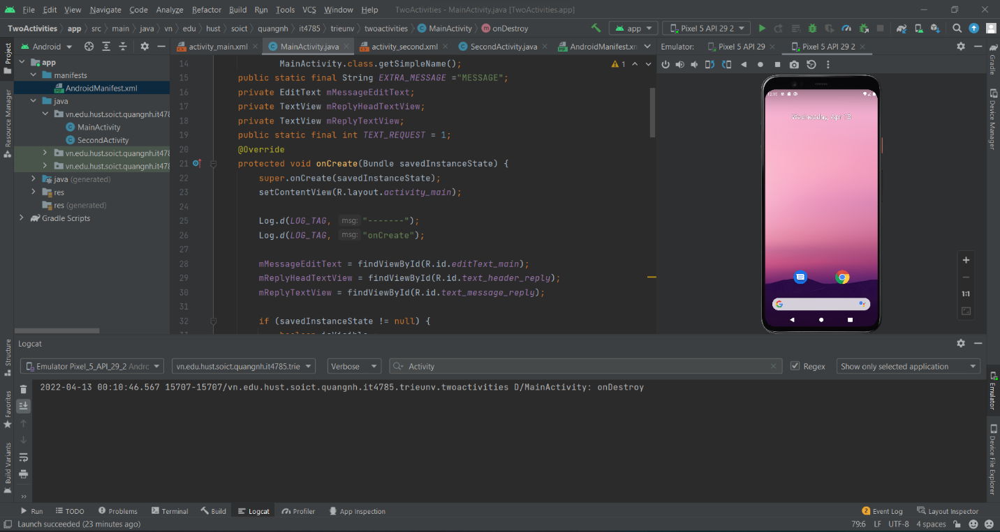 File Edit View Navigate Code Analyze Refactor Build Run Tools VCS Window Help TwoActivities - MainActivity.java [TwoActivities.app]
TwoActivities app src main java vn edu hust soict quangnh it4785 trieunv twoactivities MainActivity onDestroy app Pixel 5 API 29 2
Project
Resource Manager
Structure
Favorites
Build Variants
Android
app
manifests
AndroidManifest.xml
java
vn.edu.hust.soict.quangnh.it478
MainActivity
SecondActivity
vn.edu.hust.soict.quangnh.it478
vn.edu.hust.soict.quangnh.it478
java (generated)
res
res (generated)
Gradle Scripts
activity_main.xml MainActivity.java activity_second.xml SecondActivity.java AndroidManifest.xm
1
14 MainActivity.class.getSimpleName();
15 public static final String EXTRA_MESSAGE ="MESSAGE";
16 private EditText mMessageEditText;
17 private TextView mReplyHeadTextView;
18 private TextView mReplyTextView;
19 public static final int TEXT_REQUEST = 1;
20 @Override
21 protected void onCreate(Bundle savedInstanceState) {
22 super.onCreate(savedInstanceState);
23 setContentView(R.layout.activity_main);
24
25 Log.d(LOG_TAG, msg: "-------");
26 Log.d(LOG_TAG, msg: "onCreate");
27
28 mMessageEditText = findViewById(R.id.editText_main);
29 mReplyHeadTextView = findViewById(R.id.text_header_reply);
30 mReplyTextView = findViewById(R.id.text_message_reply);
31
32 if (savedInstanceState != null) {
Emulator: Pixel 5 API 29 Pixel 5 API 29 2
Wednesday, Apr 13
1:1
Gradle
Device Manager
Emulator
Device File Explorer
Logcat
Emulator Pixel_5_API_29_2 Andrc vn.edu.hust.soict.quangnh.it4785.trie Verbose Activity Regex Show only selected application
2022-04-13 00:10:46.567 15707-15707/vn.edu.hust.soict.quangnh.it4785.trieunv.twoactivities D/MainActivity: onDestroy
Run TODO Problems Terminal Build Logcat Profiler App Inspection 2 Event Log Layout Inspector
Launch succeeded (23 minutes ago) 79:6 LF UTF-8 4 spaces